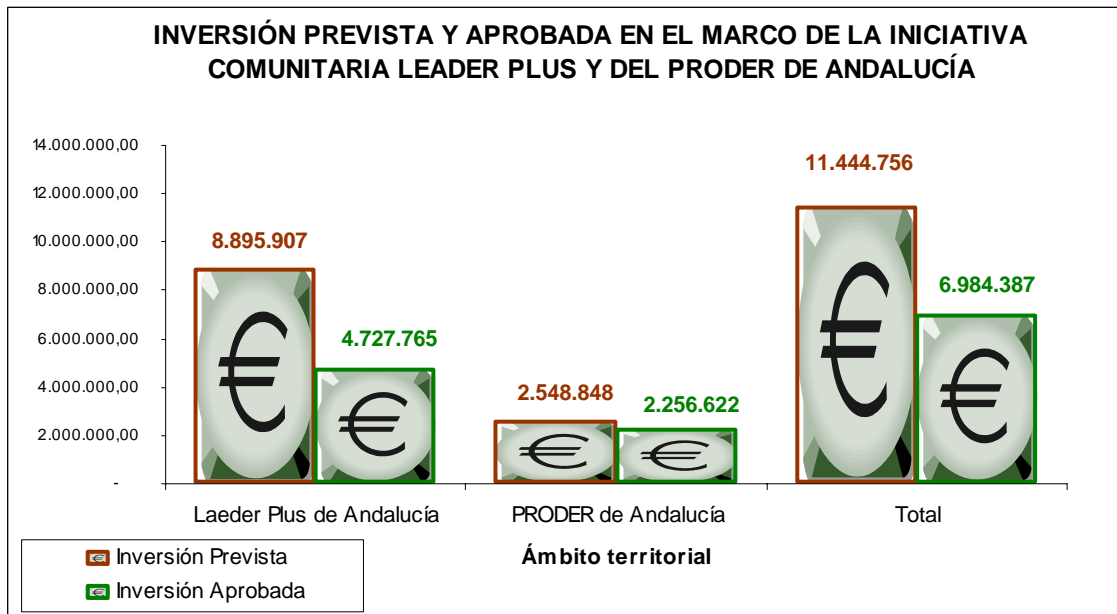 INVERSIÓN PREVISTA Y APROBADA EN EL MARCO DE LA INICIATIVA
COMUNITARIA LEADER PLUS Y DEL PRODER DE ANDALUCÍA
14.000.000,00
12.000.000,00
10.000.000,00
8.000.000,00
6.000.000,00
4.000.000,00
2.000.000,00
-
8.895.907
4.727.765
2.548.848
2.256.622
11.444.756
6.984.387
€
€
€
€
€
€
Laeder Plus de Andalucía
PRODER de Andalucía
Total
Ámbito territorial
€ Inversión Prevista
€ Inversión Aprobada